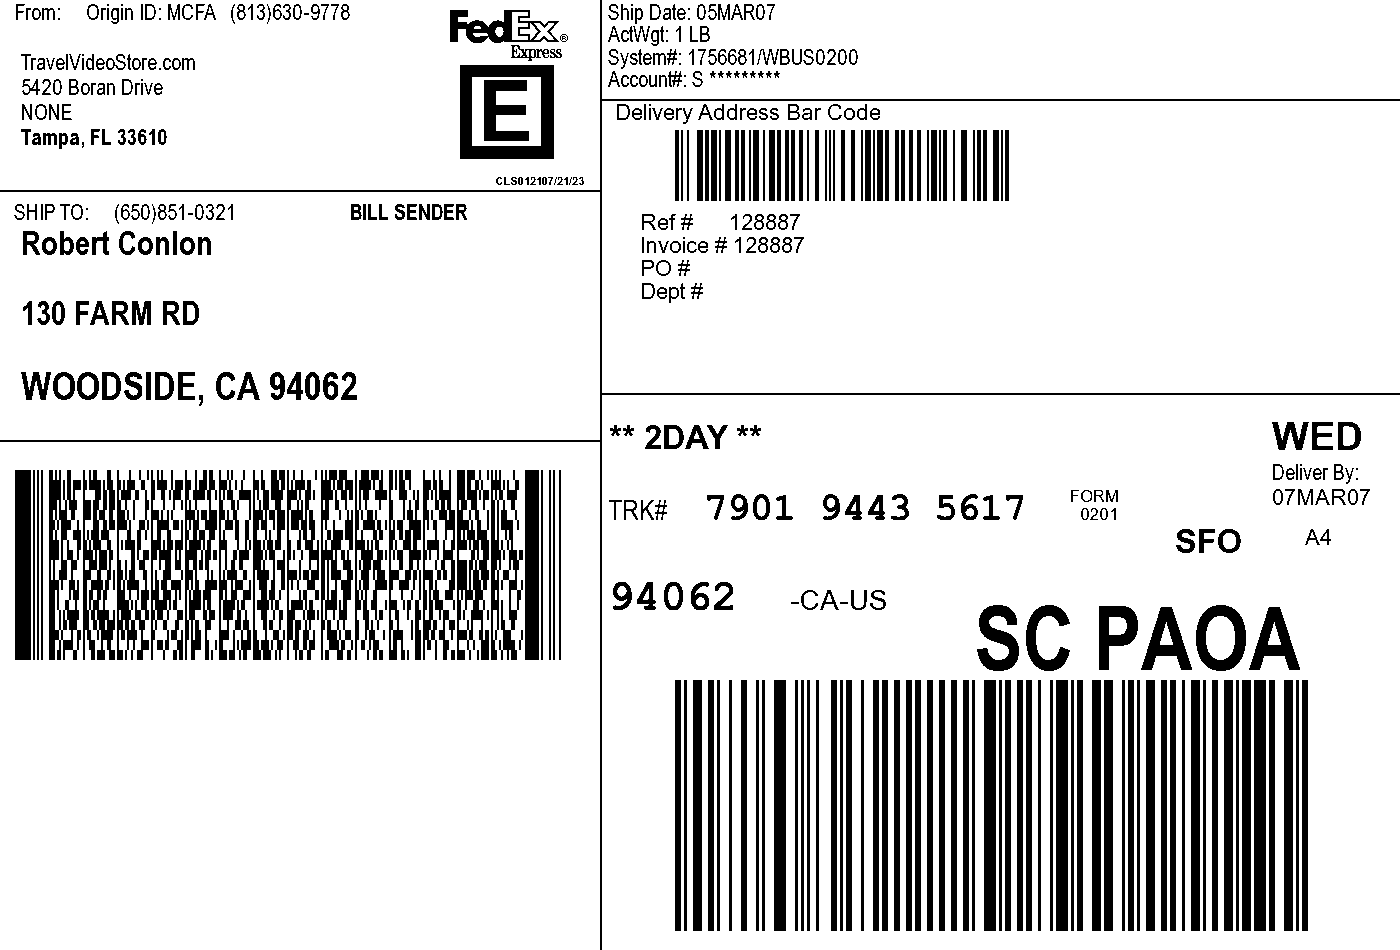 From: Origin ID: MCFA (813)630-9778
TravelVideoStore.com
5420 Boran Drive
NONE
Tampa, FL 33610
FedEx®
Express
E
CLS012107/21/23
Ship Date: 05MAR07
ActWgt: 1 LB
System#: 1756681/WBUS0200
Account#: S *********
Delivery Address Bar Code
Ref # 128887
Invoice # 128887
PO #
Dept #
SHIP TO: (650)851-0321 BILL SENDER
Robert Conlon
130 FARM RD
WOODSIDE, CA 94062
** 2DAY **
WED
Deliver By:
07MAR07
TRK# 7901 9443 5617 FORM
0201
SFO A4
94062 -CA-US
SC PAOA